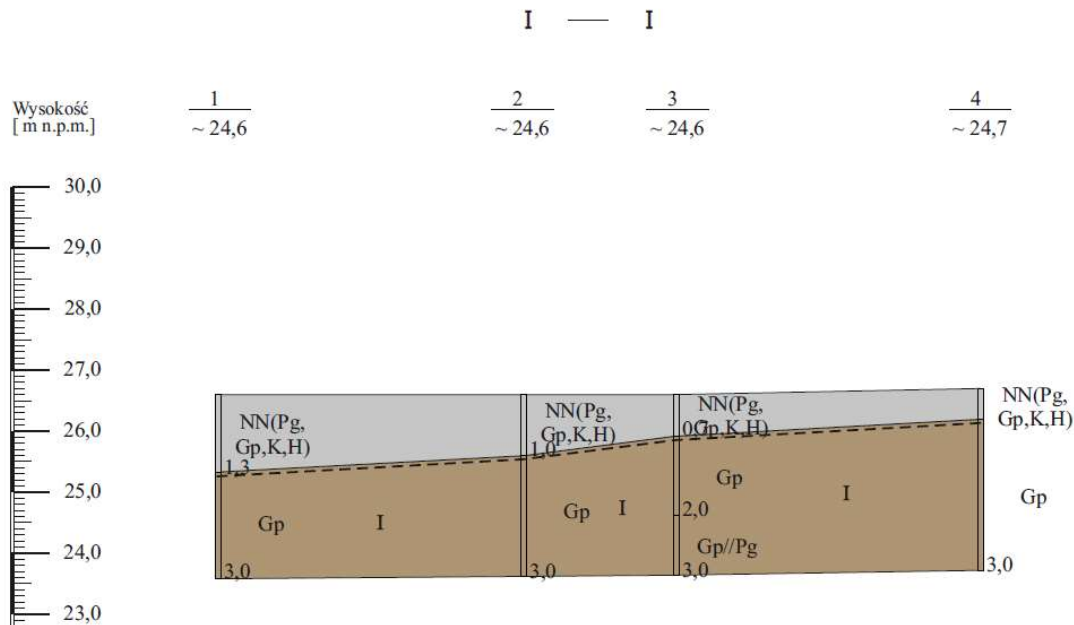 I — I
Wysokość
[ m n.p.m.]
1
~ 24,6
2
~ 24,6
3
~ 24,6
4
~ 24,7
30,0
29,0
28,0
27,0
26,0
25,0
24,0
23,0
NN(Pg,
Gp,K,H)
1,3
Gp
I
3,0
NN(Pg,
Gp,K,H)
1,0
Gp
I
3,0
NN(Pg,
Gp,K,H)
0,7
Gp
I
2,0
Gp//Pg
3,0
NN(Pg,
Gp,K,H)
Gp
3,0